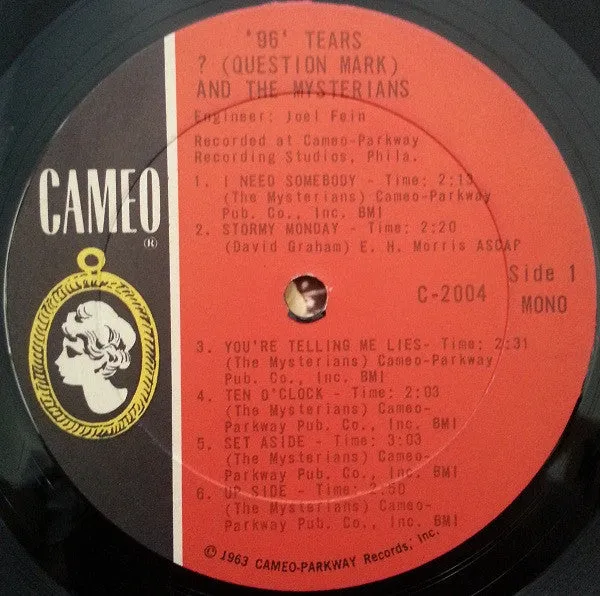 '96' TEARS
? (QUESTION MARK)
AND THE MYSTERIANS
Engineer: Joel Fein
Recorded at Cameo-Parkway
Recording Studios, Phila.
CAMEO
(R)
1. I NEED SOMEBODY - Time: 2:13
(The Mysterians) Cameo-Parkway
Pub. Co., Inc. BMI
2. STORMY MONDAY - Time: 2:20
(David Graham) E. H. Morris ASCAP
Side 1
C-2004
MONO
3. YOU'RE TELLING ME LIES- Time: 2:31
(The Mysterians) Cameo-Parkway
Pub. Co., Inc. BMI
4. TEN O'CLOCK - Time: 2:03
(The Mysterians) Cameo-
Parkway Pub. Co., Inc. BMI
5. SET ASIDE - Time: 3:03
(The Mysterians) Cameo-
Parkway Pub. Co., Inc. BMI
6. UP SIDE - Time: 2:50
(The Mysterians) Cameo-
Parkway Pub. Co., Inc. BMI
© 1963 CAMEO-PARKWAY Records, Inc.